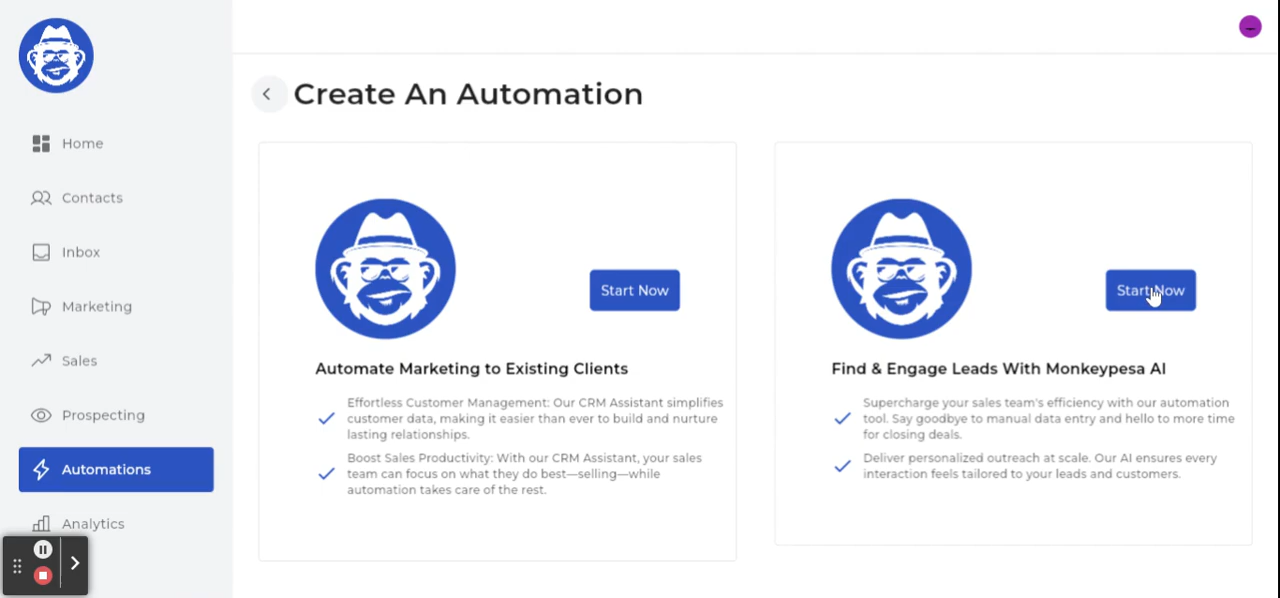 Create An Automation
Home
Contacts
Inbox
Marketing
Sales
Prospecting
Automations
Analytics
Start Now
Automate Marketing to Existing Clients
Effortless Customer Management: Our CRM Assistant simplifies
customer data, making it easier than ever to build and nurture
lasting relationships.
Boost Sales Productivity: With our CRM Assistant, your sales
team can focus on what they do best—selling—while
automation takes care of the rest.
Start Now
Find & Engage Leads With Monkeypesa AI
Supercharge your sales team's efficiency with our automation
tool. Say goodbye to manual data entry and hello to more time
for closing deals.
Deliver personalized outreach at scale. Our AI ensures every
interaction feels tailored to your leads and customers.